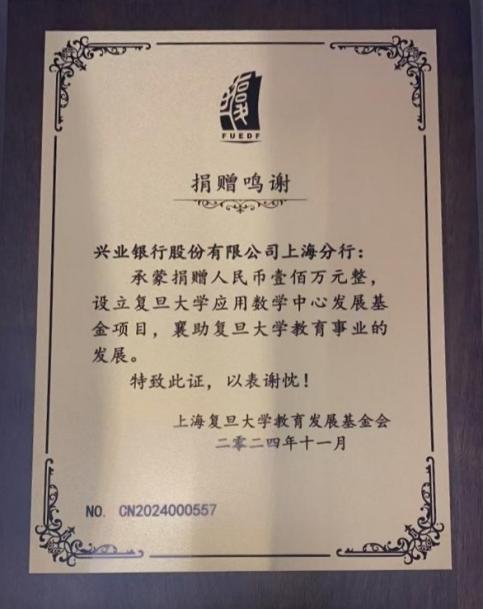 FUEDF
捐赠鸣谢
兴业银行股份有限公司上海分行：
承蒙捐赠人民币壹佰万元整，
设立复旦大学应用数学中心发展基
金项目，襄助复旦大学教育事业的
发展。
特致此证，以表谢忱！
上海复旦大学教育发展基金会
二零二四年十一月
NO. CN2024000557